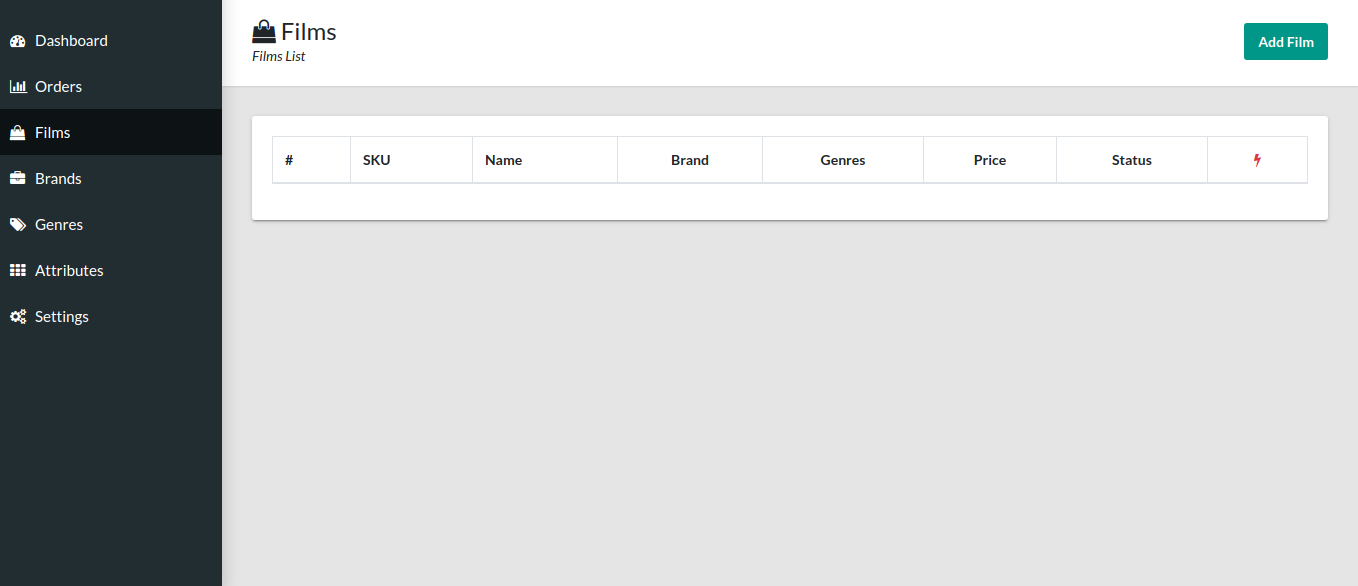 Dashboard
Orders
Films
Brands
Genres
Attributes
Settings
Films
Films List
Add Film
# SKU Name Brand Genres Price Status